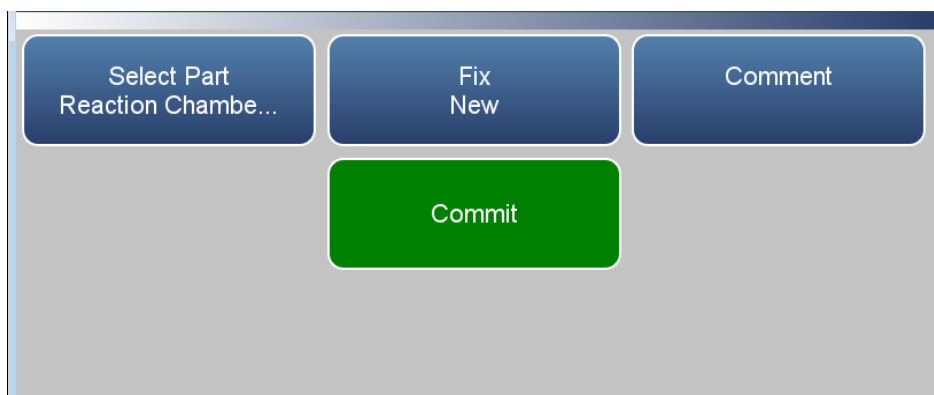 Select Part
Reaction Chambe...
Fix
New
Comment
Commit